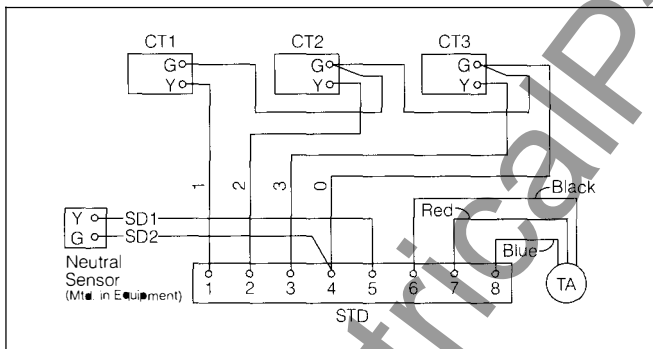 CT1 CT2 CT3
G G G
Y Y Y
1 2 3 0
Black
Red
Y SD1
G SD2
Blue
Neutral
Sensor
(Mtd. in Equipment)
1 2 3 4 5 6 7 8
TA
STD